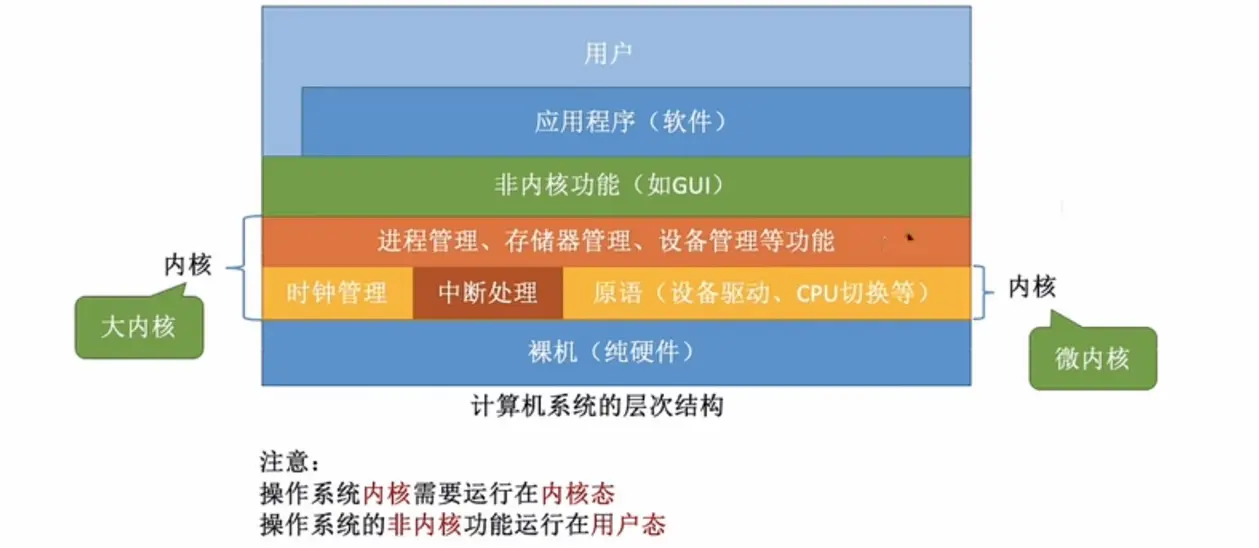 用户
应用程序（软件）
非内核功能（如GUI）
进程管理、存储器管理、设备管理等功能
内核
时钟管理
中断处理
原语（设备驱动、CPU切换等）
内核
大内核
裸机（纯硬件）
微内核
计算机系统的层次结构
注意：
操作系统内核需要运行在内核态
操作系统的非内核功能运行在用户态